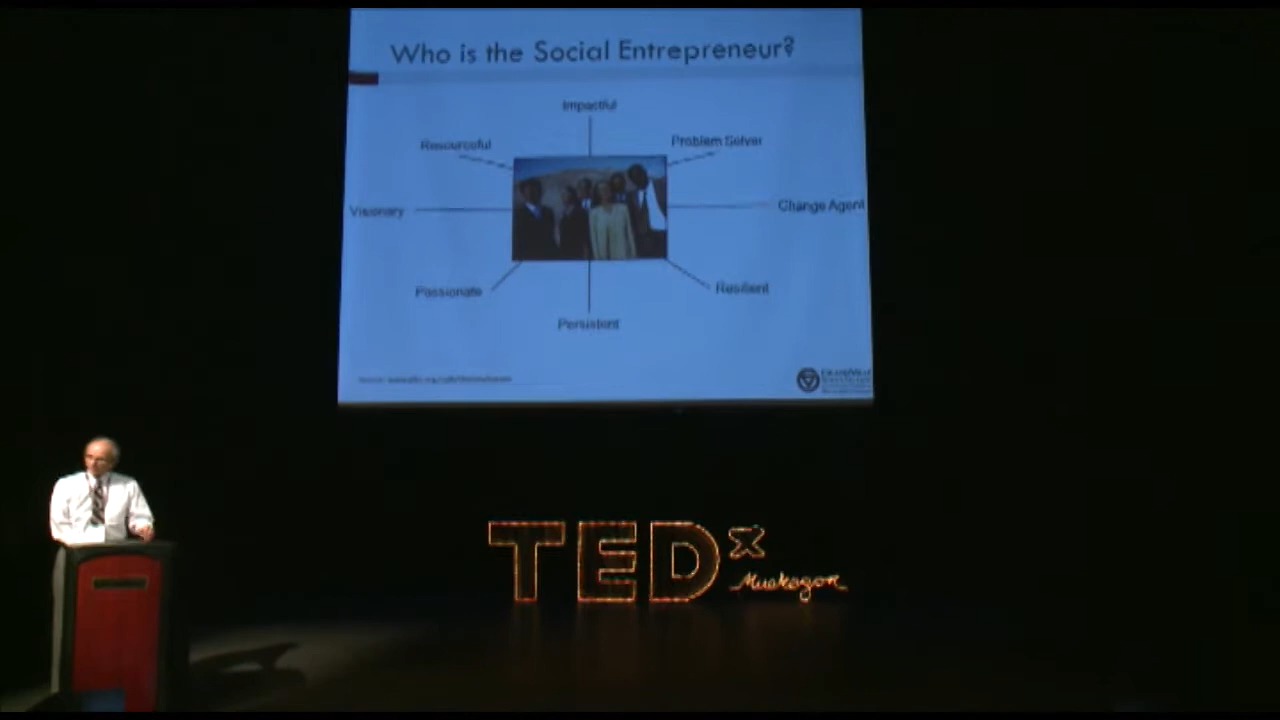 Who is the Social Entrepreneur?
Impactful
Resourceful
Problem Solver
Visionary
Change Agent
Passionate
Resilient
Persistent
TEDx
Muskegon